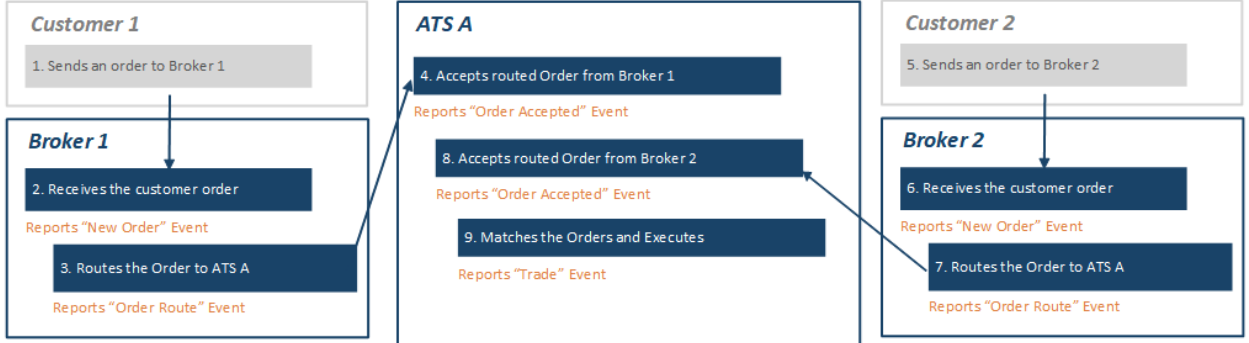 Customer 1
1. Sends an order to Broker 1
Broker 1
2. Receives the customer order
Reports “New Order” Event
3. Routes the Order to ATS A
Reports “Order Route” Event
ATS A
4. Accepts routed Order from Broker 1
Reports “Order Accepted” Event
8. Accepts routed Order from Broker 2
Reports “Order Accepted” Event
9. Matches the Orders and Executes
Reports “Trade” Event
Customer 2
5. Sends an order to Broker 2
Broker 2
6. Receives the customer order
Reports “New Order” Event
7. Routes the Order to ATS A
Reports “Order Route” Event